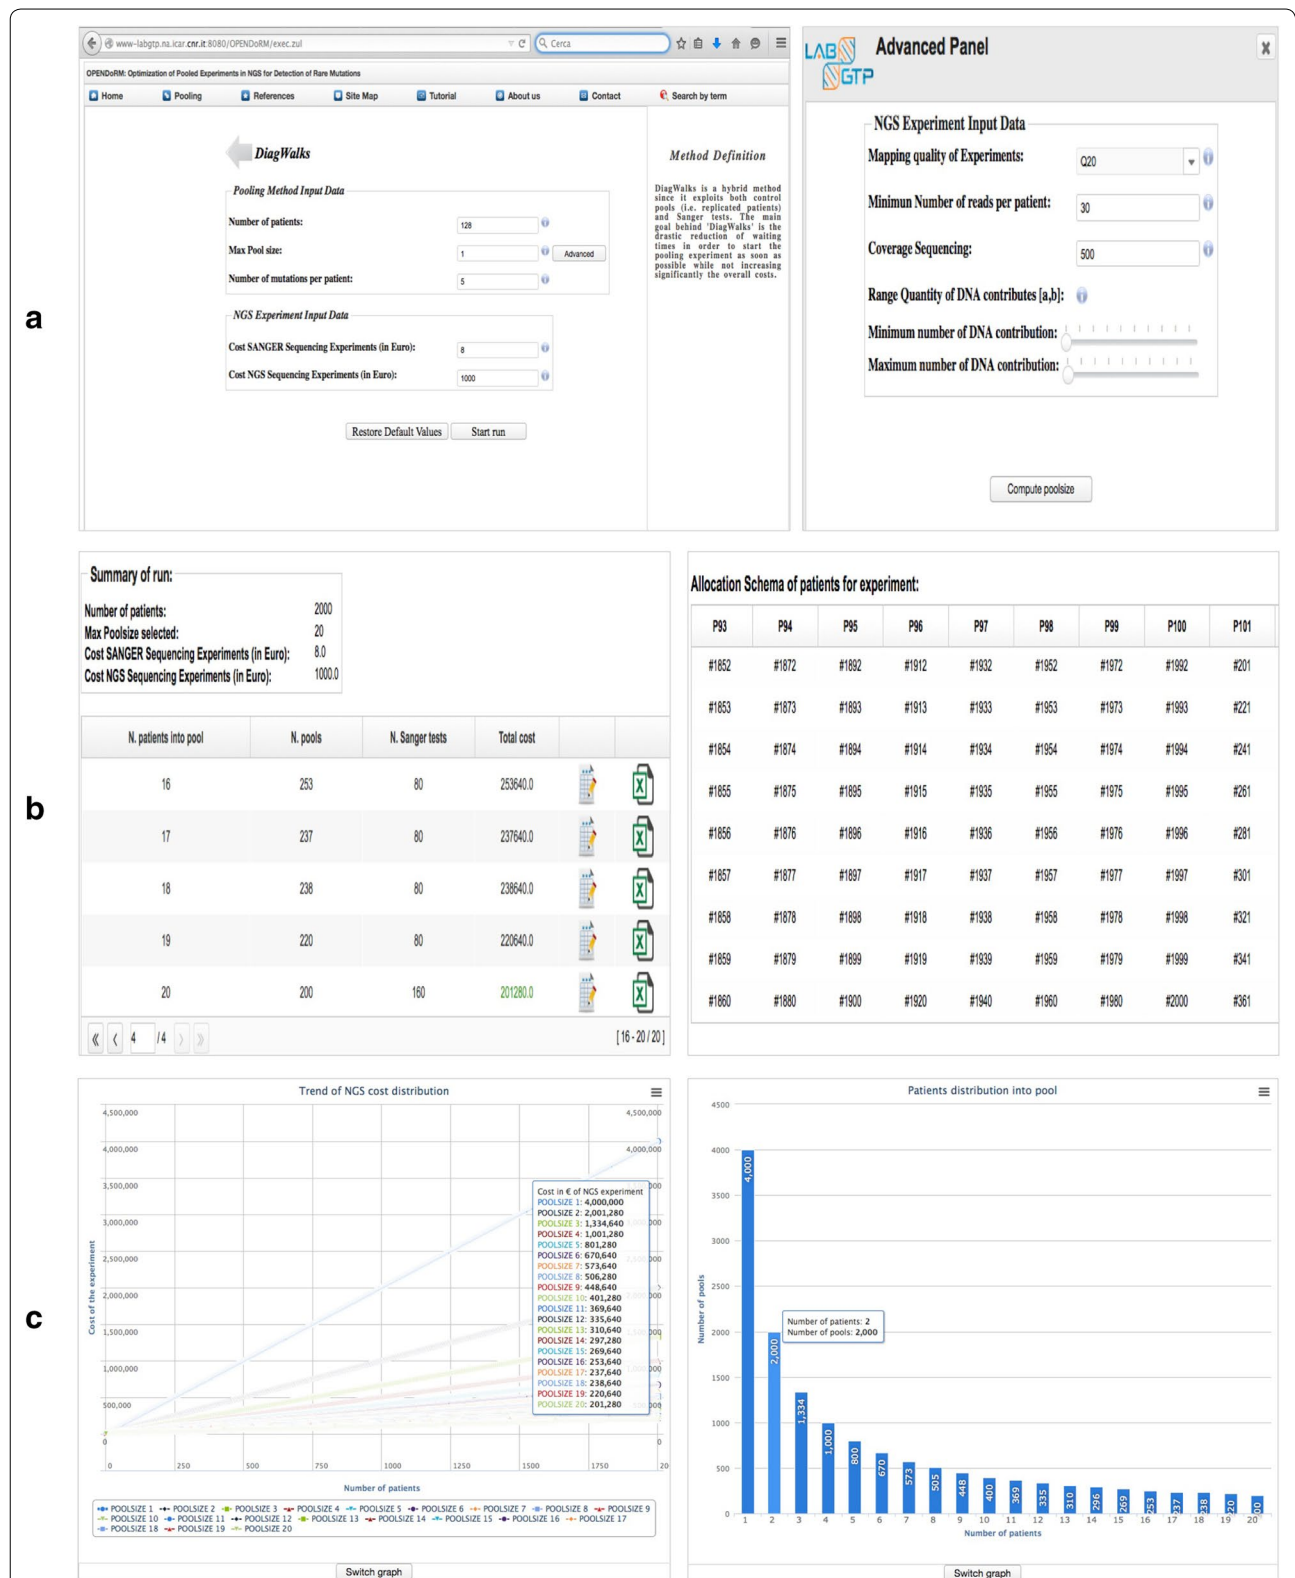 www-labgtp.na.icar.cnr.it:8080/OPENDoRM/exec.zul
Cerca
OPENDoRM: Optimization of Pooled Experiments in NGS for Detection of Rare Mutations
Home Pooling References Site Map Tutorial About us Contact Search by term
DiagWalks
Pooling Method Input Data
Number of patients: 128
Max Pool size: 1 Advanced
Number of mutations per patient: 5
NGS Experiment Input Data
Cost SANGER Sequencing Experiments (in Euro): 8
Cost NGS Sequencing Experiments (in Euro): 1000
Restore Default Values Start run
Method Definition
DiagWalks is a hybrid method
since it exploits both control
pools (i.e. replicated patients)
and Sanger tests. The main
goal behind 'DiagWalks' is the
drastic reduction of waiting
times in order to start the
pooling experiment as soon as
possible while not increasing
significantly the overall costs.
LAB
GTP
Advanced Panel
x
NGS Experiment Input Data
Mapping quality of Experiments: Q20
Minimun Number of reads per patient: 30
Coverage Sequencing: 500
Range Quantity of DNA contributes [a,b]:
Minimum number of DNA contribution:
Maximum number of DNA contribution:
Compute poolsize
a
Summary of run:
Number of patients: 2000
Max Poolsize selected: 20
Cost SANGER Sequencing Experiments (in Euro): 8.0
Cost NGS Sequencing Experiments (in Euro): 1000.0
N. patients into pool N. pools N. Sanger tests Total cost
16 253 80 253640.0
17 237 80 237640.0
18 238 80 238640.0
19 220 80 220640.0
20 200 160 201280.0
4 /4
[ 16 - 20 / 20 ]
b
Allocation Schema of patients for experiment:
P93 P94 P95 P96 P97 P98 P99 P100 P101
#1852 #1872 #1892 #1912 #1932 #1952 #1972 #1992 #201
#1853 #1873 #1893 #1913 #1933 #1953 #1973 #1993 #221
#1854 #1874 #1894 #1914 #1934 #1954 #1974 #1994 #241
#1855 #1875 #1895 #1915 #1935 #1955 #1975 #1995 #261
#1856 #1876 #1896 #1916 #1936 #1956 #1976 #1996 #281
#1857 #1877 #1897 #1917 #1937 #1957 #1977 #1997 #301
#1858 #1878 #1898 #1918 #1938 #1958 #1978 #1998 #321
#1859 #1879 #1899 #1919 #1939 #1959 #1979 #1999 #341
#1860 #1880 #1900 #1920 #1940 #1960 #1980 #2000 #361
Trend of NGS cost distribution
4,500,000 4,500,000
4,000,000 4,000,000
3,500,000
3,000,000
2,500,000
2,000,000
1,500,000
1,000,000
500,000
0 0
Cost of the experiment
Cost in € of NGS experiment
POOLSIZE 1: 4,000,000
POOLSIZE 2: 2,001,280
POOLSIZE 3: 1,334,640
POOLSIZE 4: 1,001,280
POOLSIZE 5: 801,280
POOLSIZE 6: 670,640
POOLSIZE 7: 573,640
POOLSIZE 8: 506,280
POOLSIZE 9: 448,640
POOLSIZE 10: 401,280
POOLSIZE 11: 369,640
POOLSIZE 12: 335,640
POOLSIZE 13: 310,640
POOLSIZE 14: 297,280
POOLSIZE 15: 269,640
POOLSIZE 16: 253,640
POOLSIZE 17: 237,640
POOLSIZE 18: 238,640
POOLSIZE 19: 220,640
POOLSIZE 20: 201,280
0 250 500 750 1000 1250 1500 1750 20
Number of patients
POOLSIZE 1 POOLSIZE 2 POOLSIZE 3 POOLSIZE 4 POOLSIZE 5 POOLSIZE 6 POOLSIZE 7 POOLSIZE 8 POOLSIZE 9
POOLSIZE 10 POOLSIZE 11 POOLSIZE 12 POOLSIZE 13 POOLSIZE 14 POOLSIZE 15 POOLSIZE 16 POOLSIZE 17
POOLSIZE 18 POOLSIZE 19 POOLSIZE 20
Switch graph
c
Patients distribution into pool
4500
4000
3500
3000
2500
2000
1500
1000
500
0
Number of pools
4,000 2,000 1,334 1,000 800 670 573 505 448 400 369 335 310 296 269 253 237 238 220 200
Number of patients: 2
Number of pools: 2,000
1 2 3 4 5 6 7 8 9 10 11 12 13 14 15 16 17 18 19 20
Number of patients
Switch graph